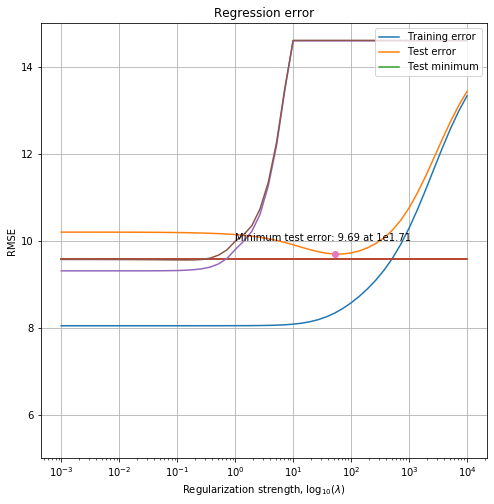 Regression error
Training error
Test error
Test minimum
14
12
10
8
6
RMSE
Minimum test error: 9.69 at 1e1.71
10⁻³ 10⁻² 10⁻¹ 10⁰ 10¹ 10² 10³ 10⁴
Regularization strength, log₁₀(λ)